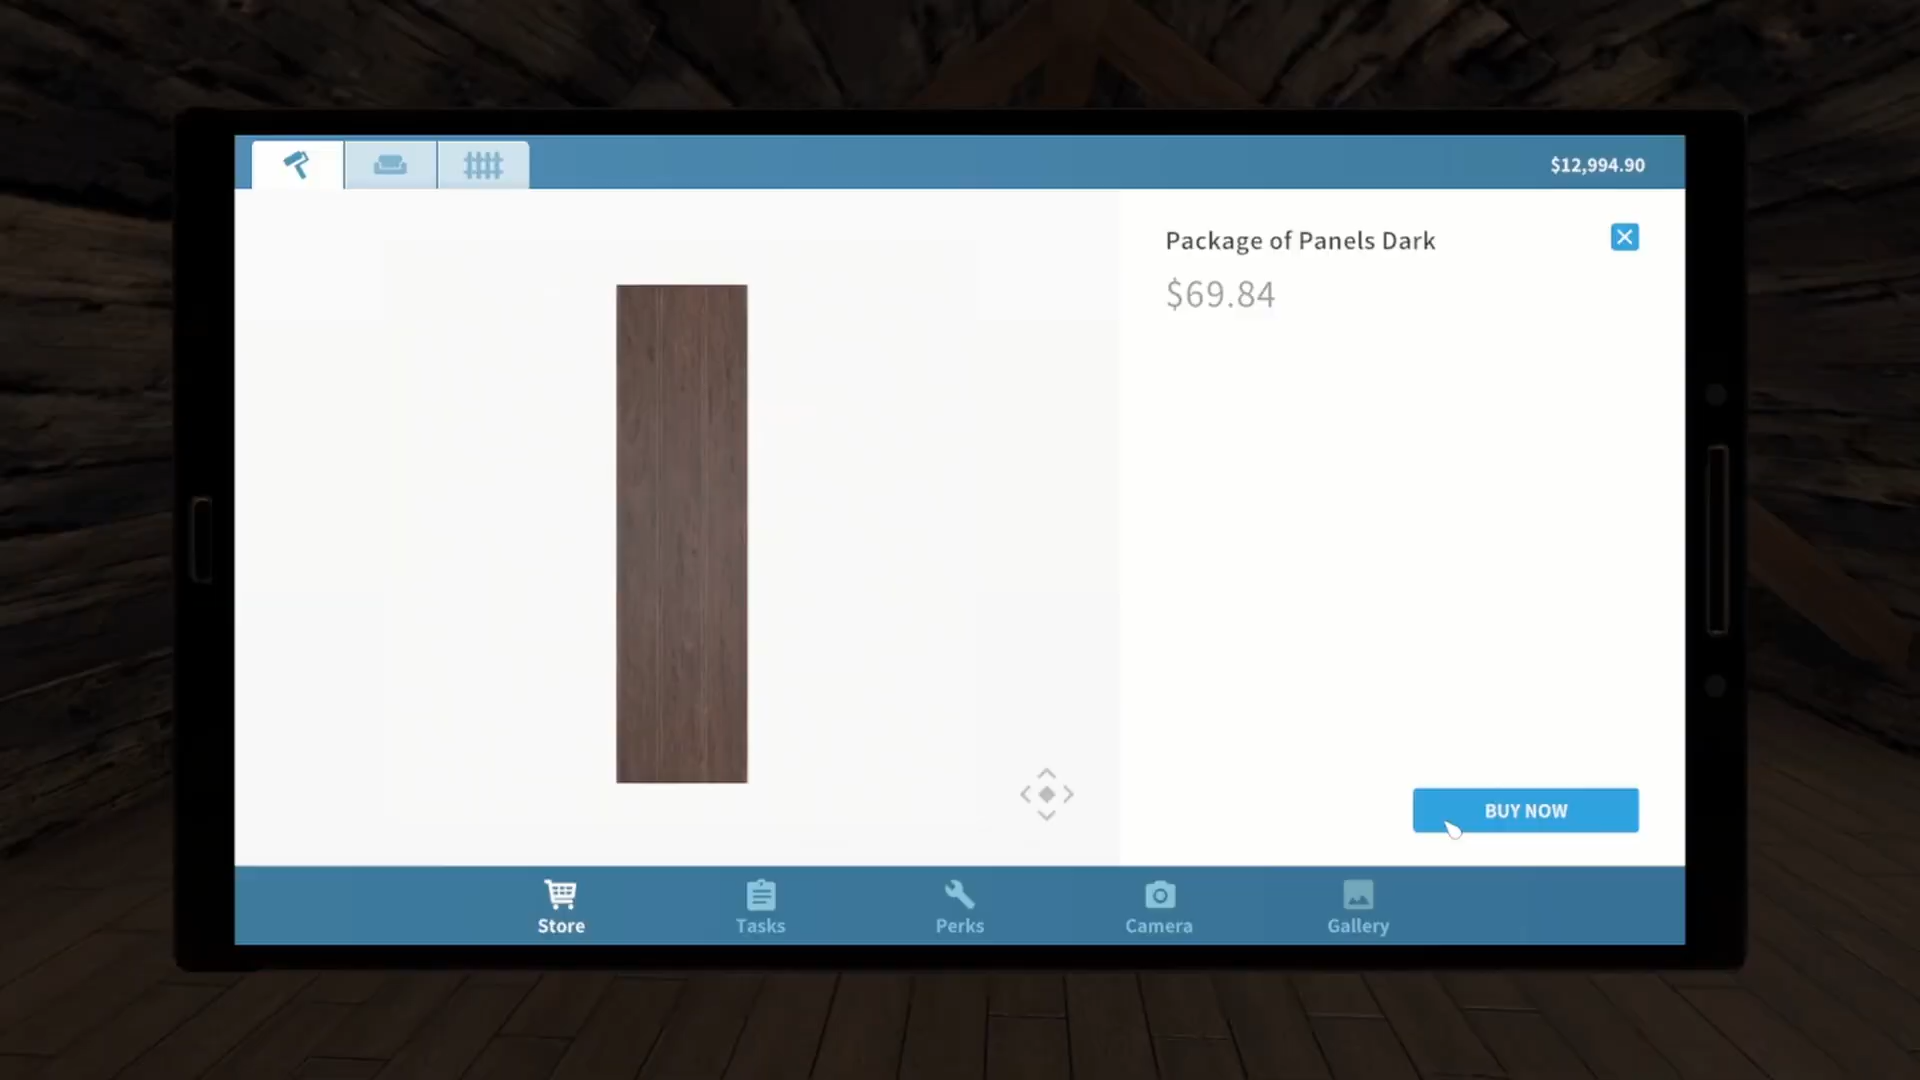 $12,994.90
Package of Panels Dark
$69.84
BUY NOW
Store
Tasks
Perks
Camera
Gallery